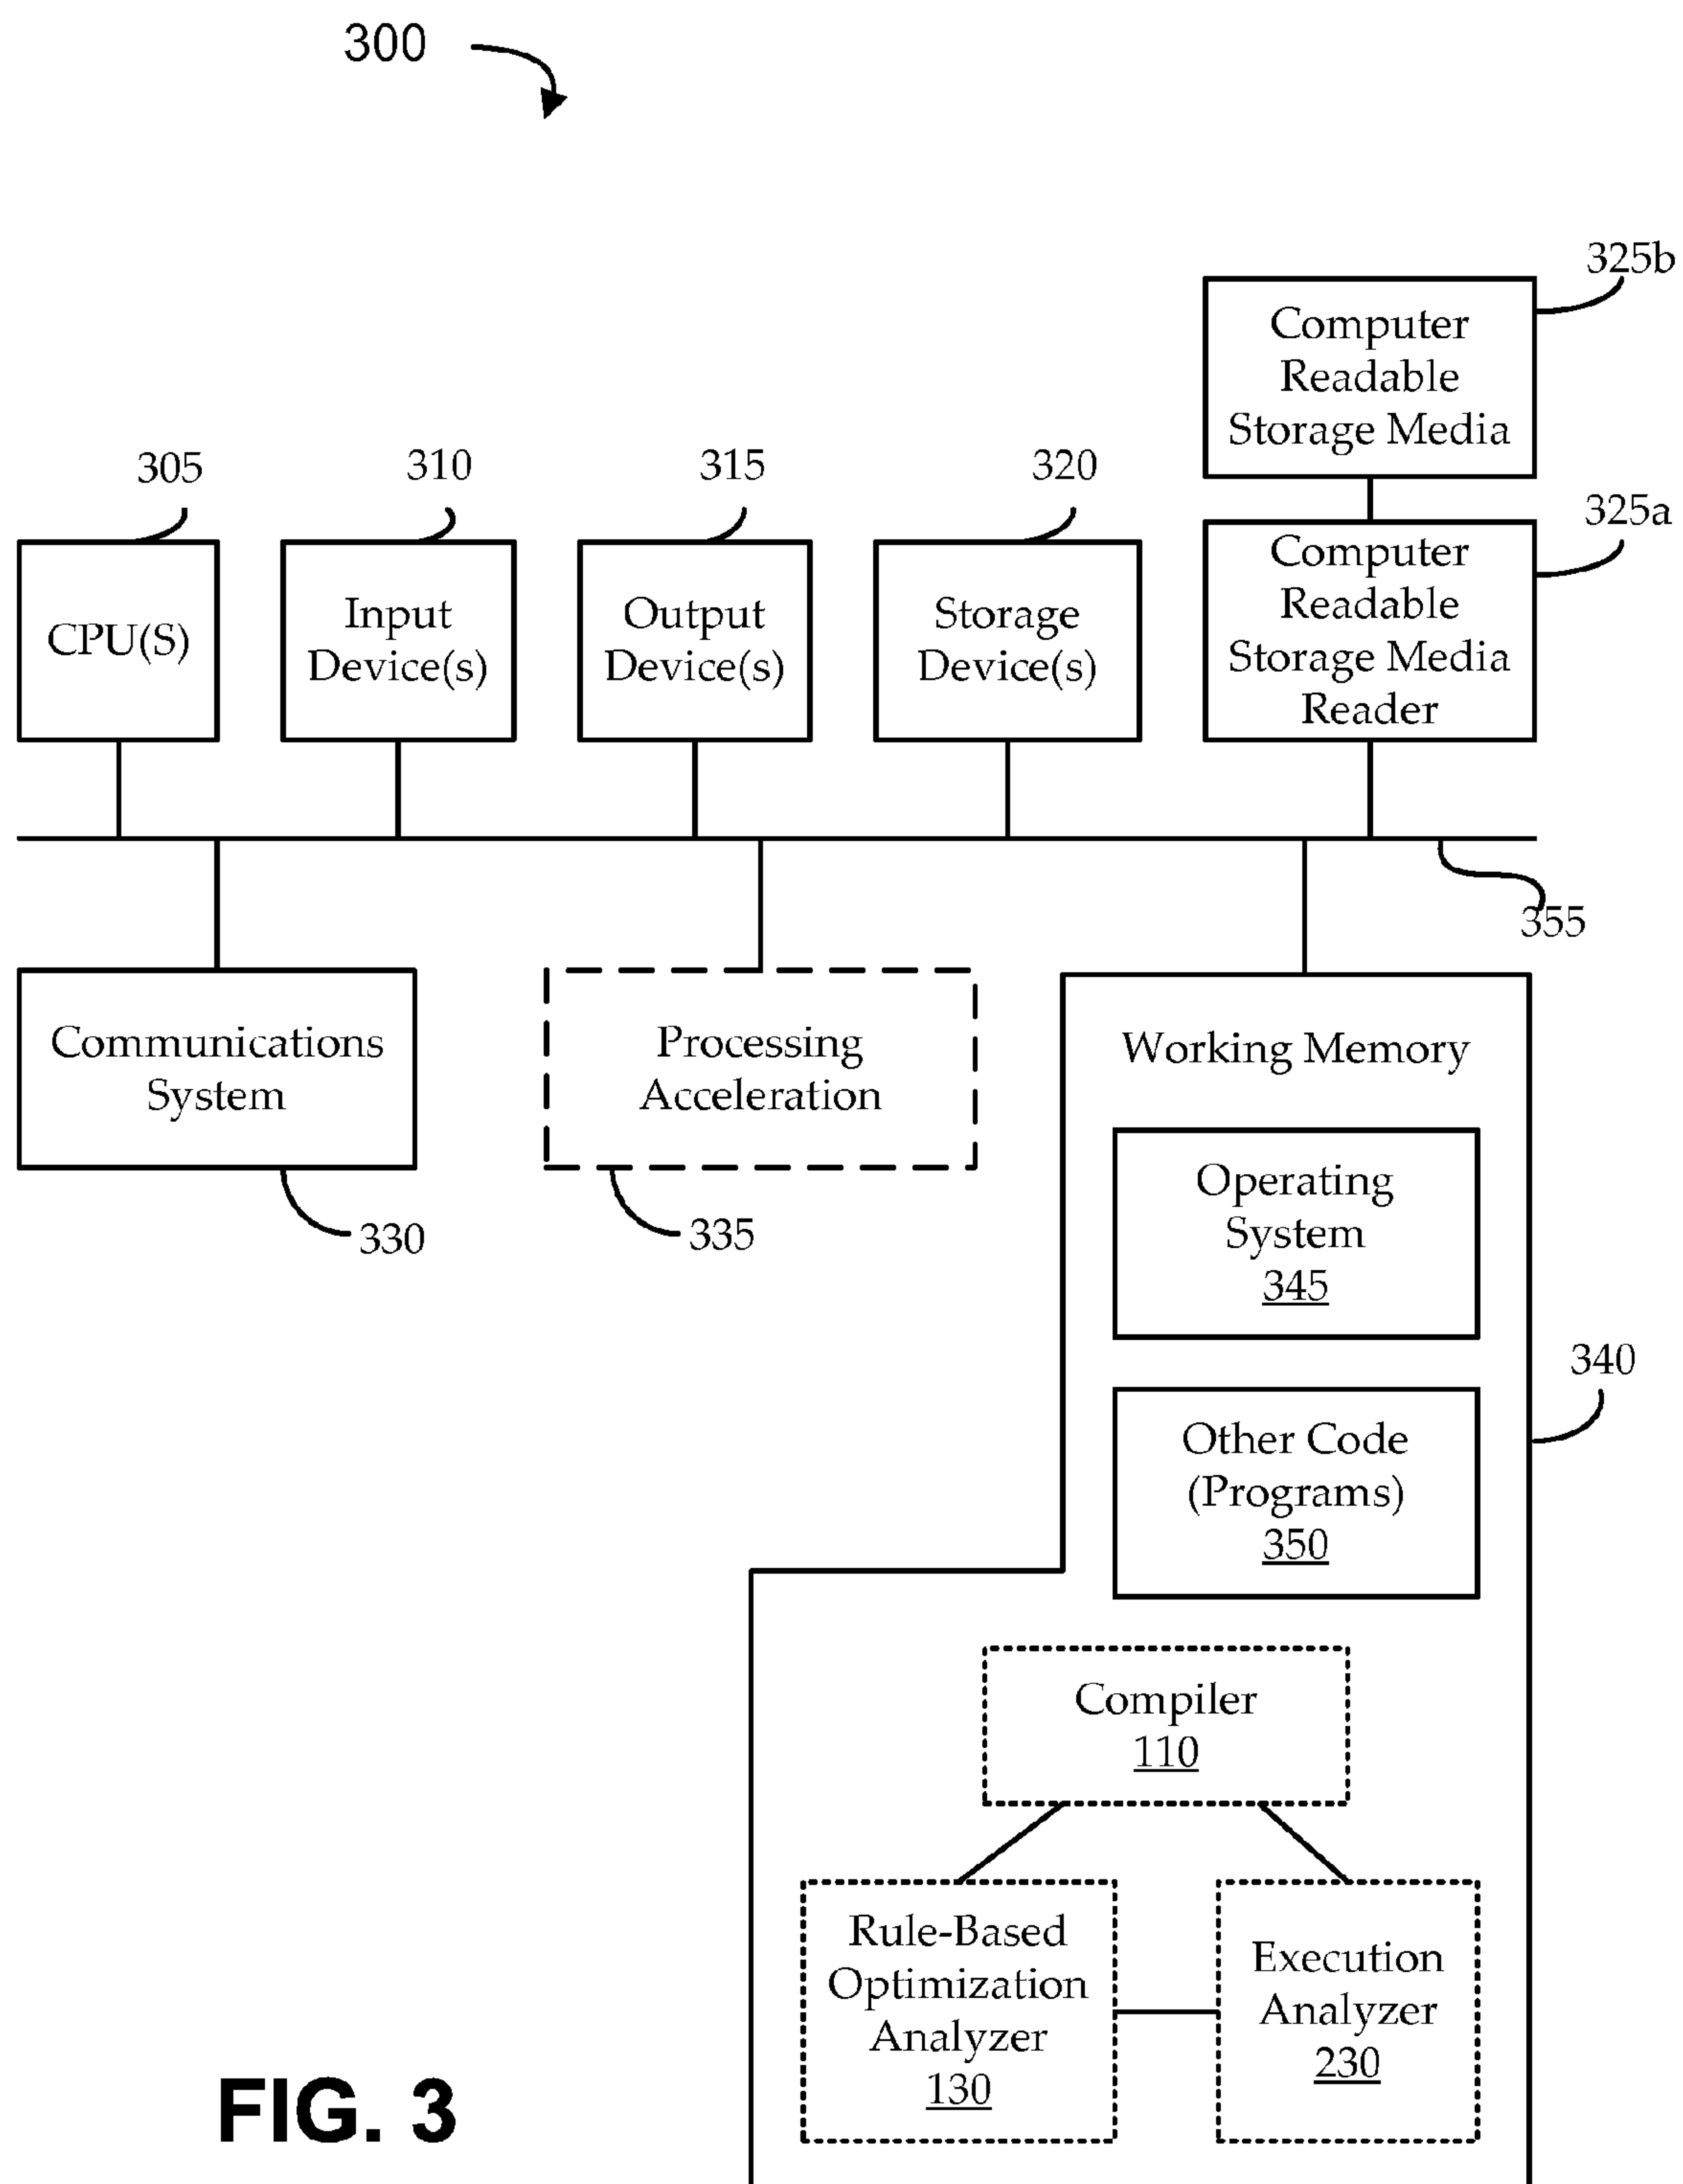 300
325b
Computer
Readable
Storage Media
305
310
315
320
325a
CPU(S)
Input
Device(s)
Output
Device(s)
Storage
Device(s)
Computer
Readable
Storage Media
Reader
355
Communications
System
330
Processing
Acceleration
335
Working Memory
Operating
System
345
340
Other Code
(Programs)
350
Compiler
110
Rule-Based
Optimization
Analyzer
130
Execution
Analyzer
230
FIG. 3